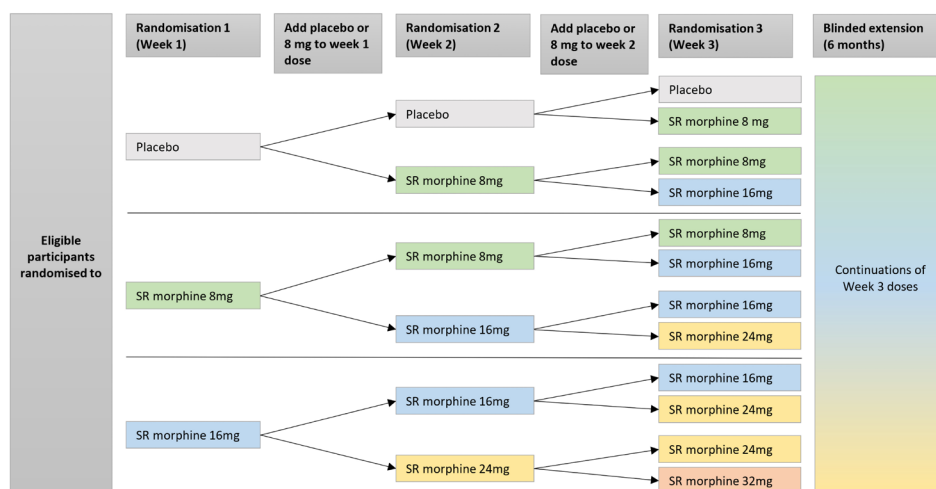 Randomisation 1
(Week 1)
Add placebo or
8 mg to week 1
dose
Randomisation 2
(Week 2)
Add placebo or
8 mg to week 2
dose
Randomisation 3
(Week 3)
Blinded extension
(6 months)
Eligible
participants
randomised to
Placebo
Placebo
Placebo
SR morphine 8 mg
SR morphine 8mg
SR morphine 8mg
SR morphine 16mg
SR morphine 8mg
SR morphine 8mg
SR morphine 8mg
SR morphine 16mg
SR morphine 16mg
SR morphine 16mg
SR morphine 24mg
SR morphine 16mg
SR morphine 16mg
SR morphine 16mg
SR morphine 24mg
SR morphine 24mg
SR morphine 24mg
SR morphine 32mg
Continuations of
Week 3 doses